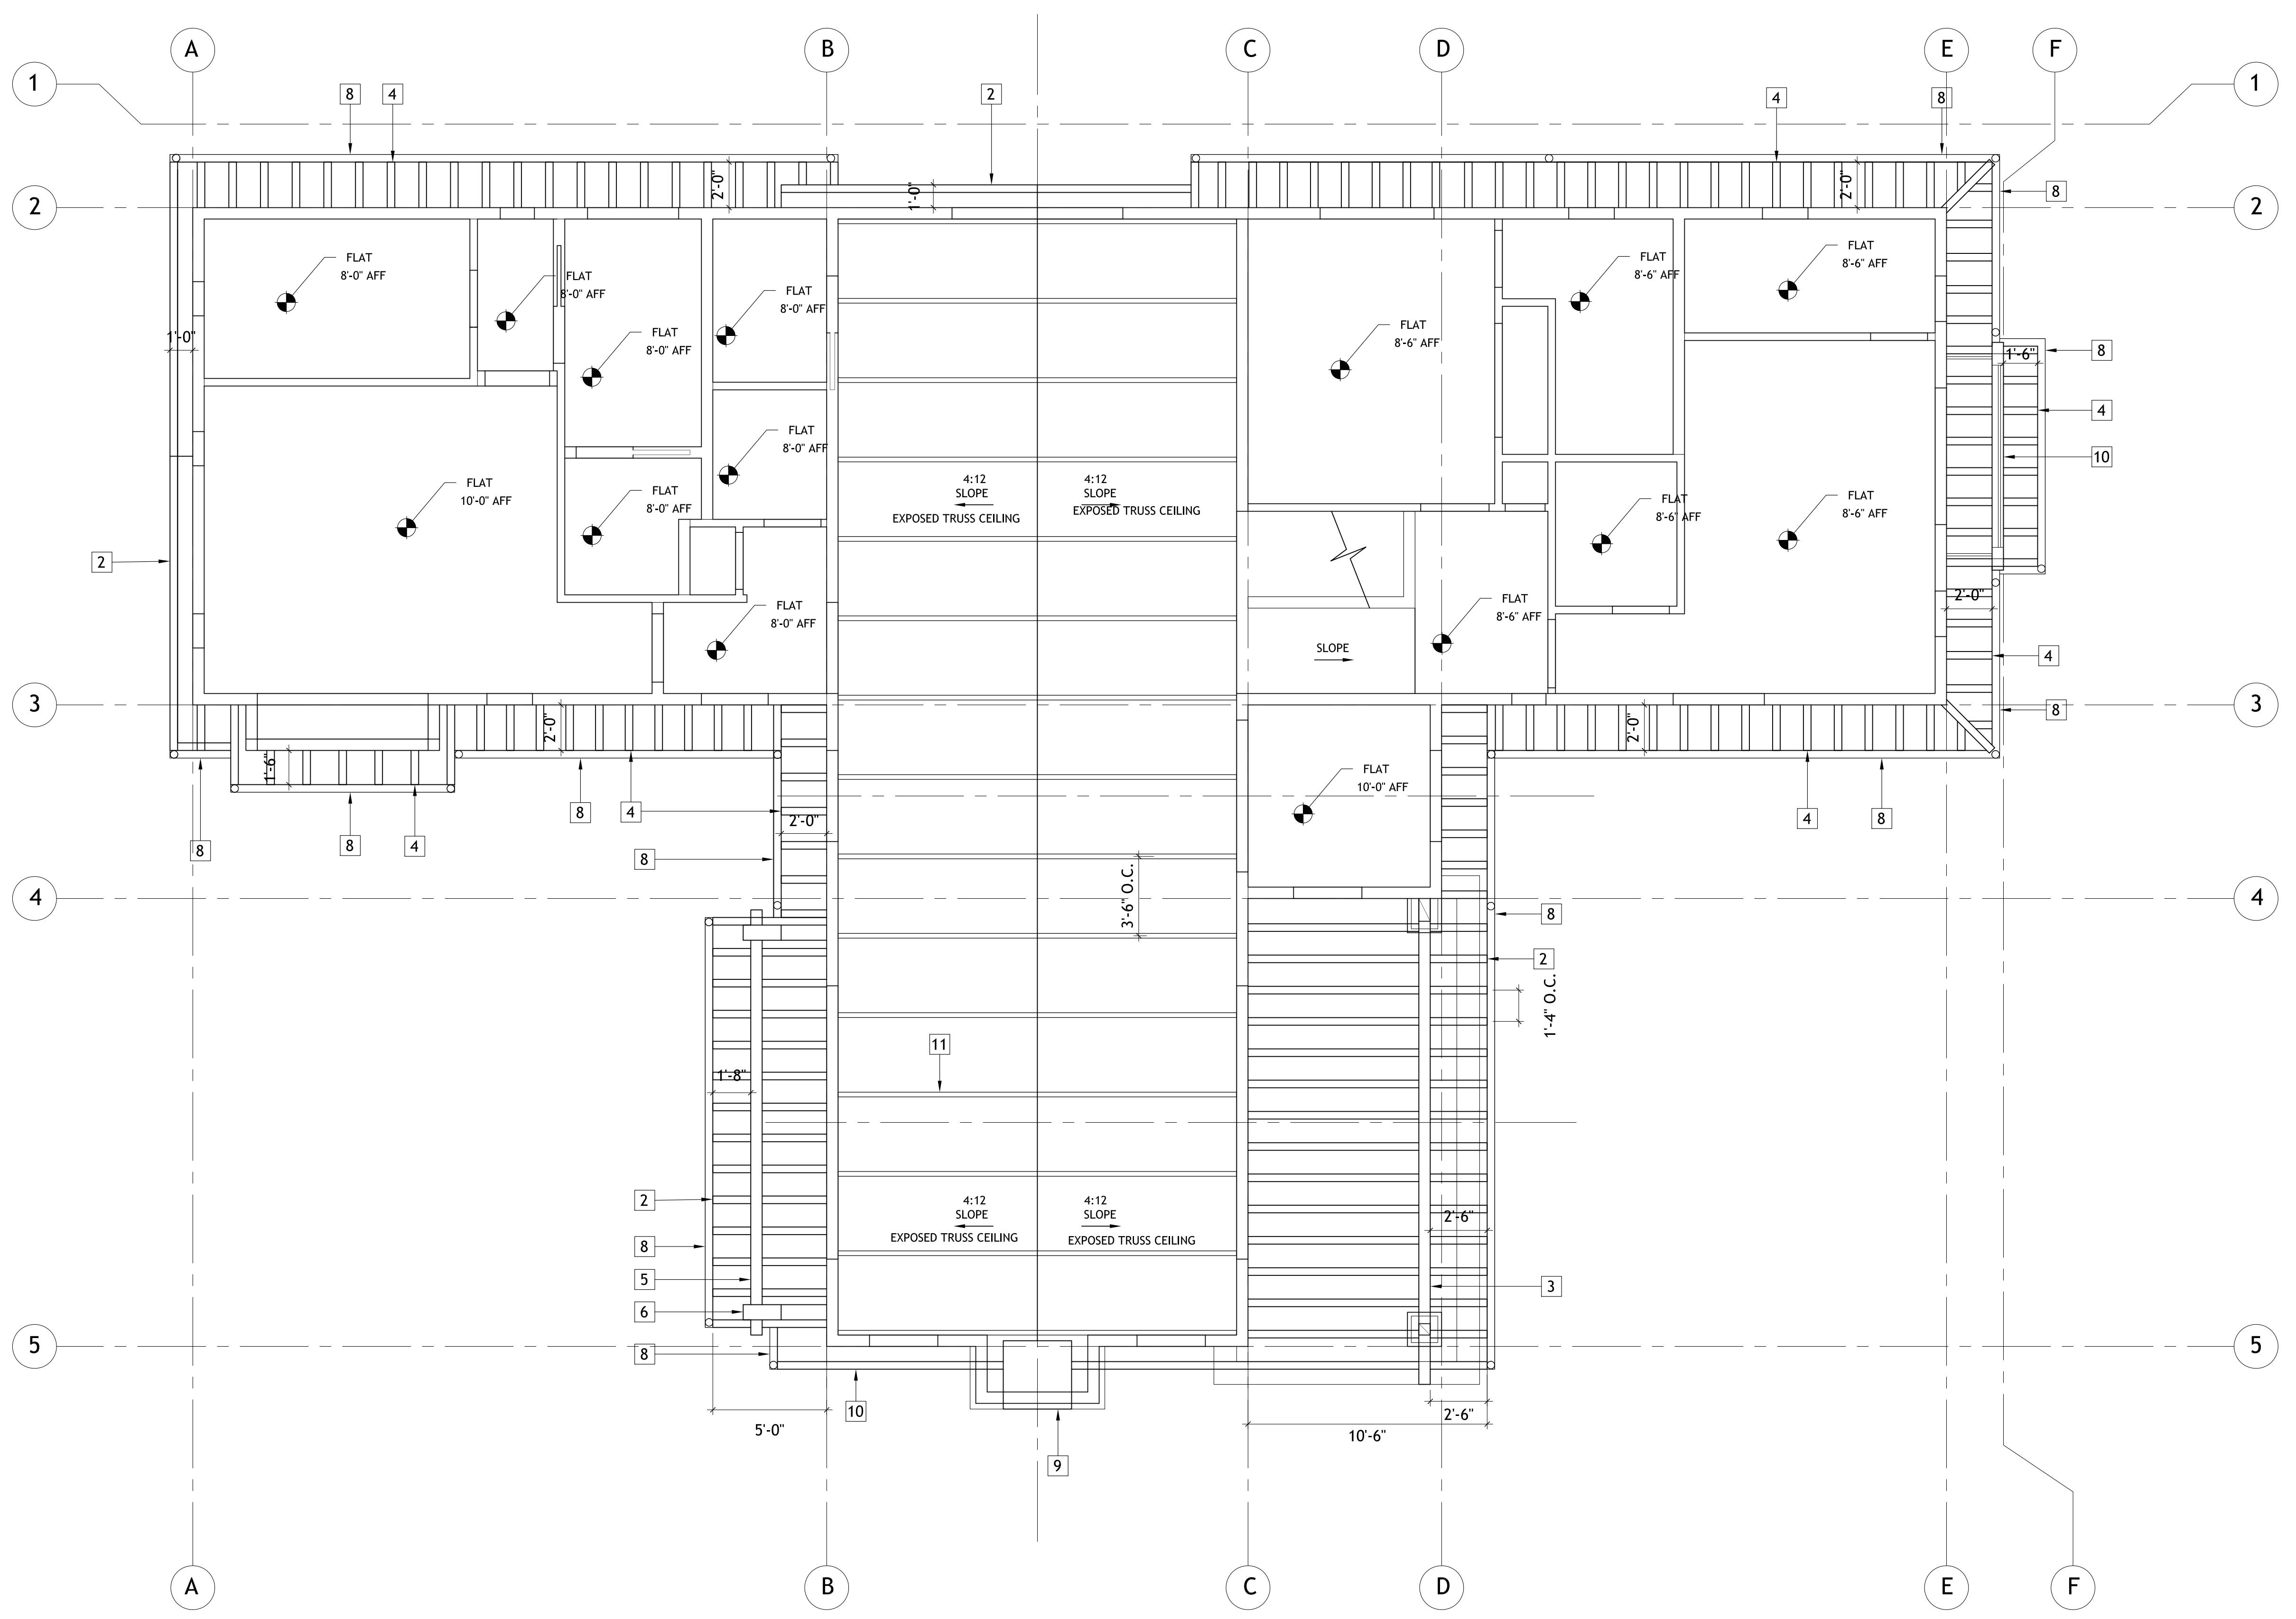 A
B
C
D
E
F
1
1
8
4
2
4
8
2'-0"
1'-0"
2'-0"
8
2
2
FLAT
8'-0" AFF
FLAT
8'-0" AFF
FLAT
8'-0" AFF
FLAT
8'-0" AFF
FLAT
8'-6" AFF
FLAT
8'-6" AFF
FLAT
8'-6" AFF
1'-0"
1'-6"
8
4
10
FLAT
8'-0" AFF
FLAT
10'-0" AFF
FLAT
8'-0" AFF
4:12
SLOPE
EXPOSED TRUSS CEILING
4:12
SLOPE
EXPOSED TRUSS CEILING
FLAT
8'-6" AFF
FLAT
8'-6" AFF
2
FLAT
8'-0" AFF
FLAT
8'-6" AFF
2'-0"
SLOPE
4
3
3
8
2'-0"
2'-0"
1'-6"
FLAT
10'-0" AFF
8
8
4
8
4
2'-0"
4
8
8
8
3'-6" O.C.
4
4
8
2
1'-4" O.C.
11
1'-8"
2
4:12
SLOPE
EXPOSED TRUSS CEILING
4:12
SLOPE
EXPOSED TRUSS CEILING
2'-6"
8
5
3
6
5
5
8
10
2'-6"
5'-0"
10'-6"
9
A
B
C
D
E
F